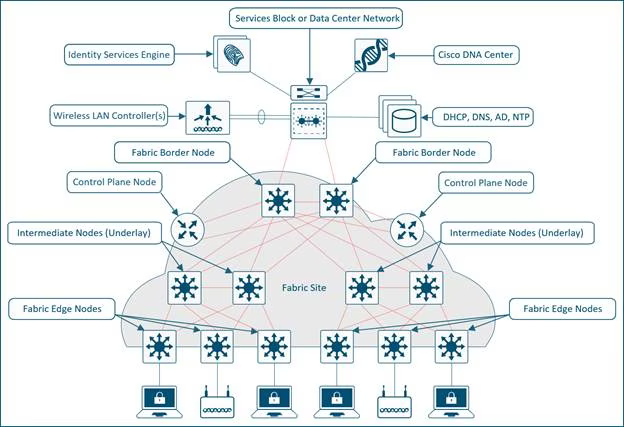 Services Block or Data Center Network
Identity Services Engine
Cisco DNA Center
Wireless LAN Controller(s)
DHCP, DNS, AD, NTP
Fabric Border Node
Fabric Border Node
Control Plane Node
Control Plane Node
Intermediate Nodes (Underlay)
Intermediate Nodes (Underlay)
Fabric Site
Fabric Edge Nodes
Fabric Edge Nodes